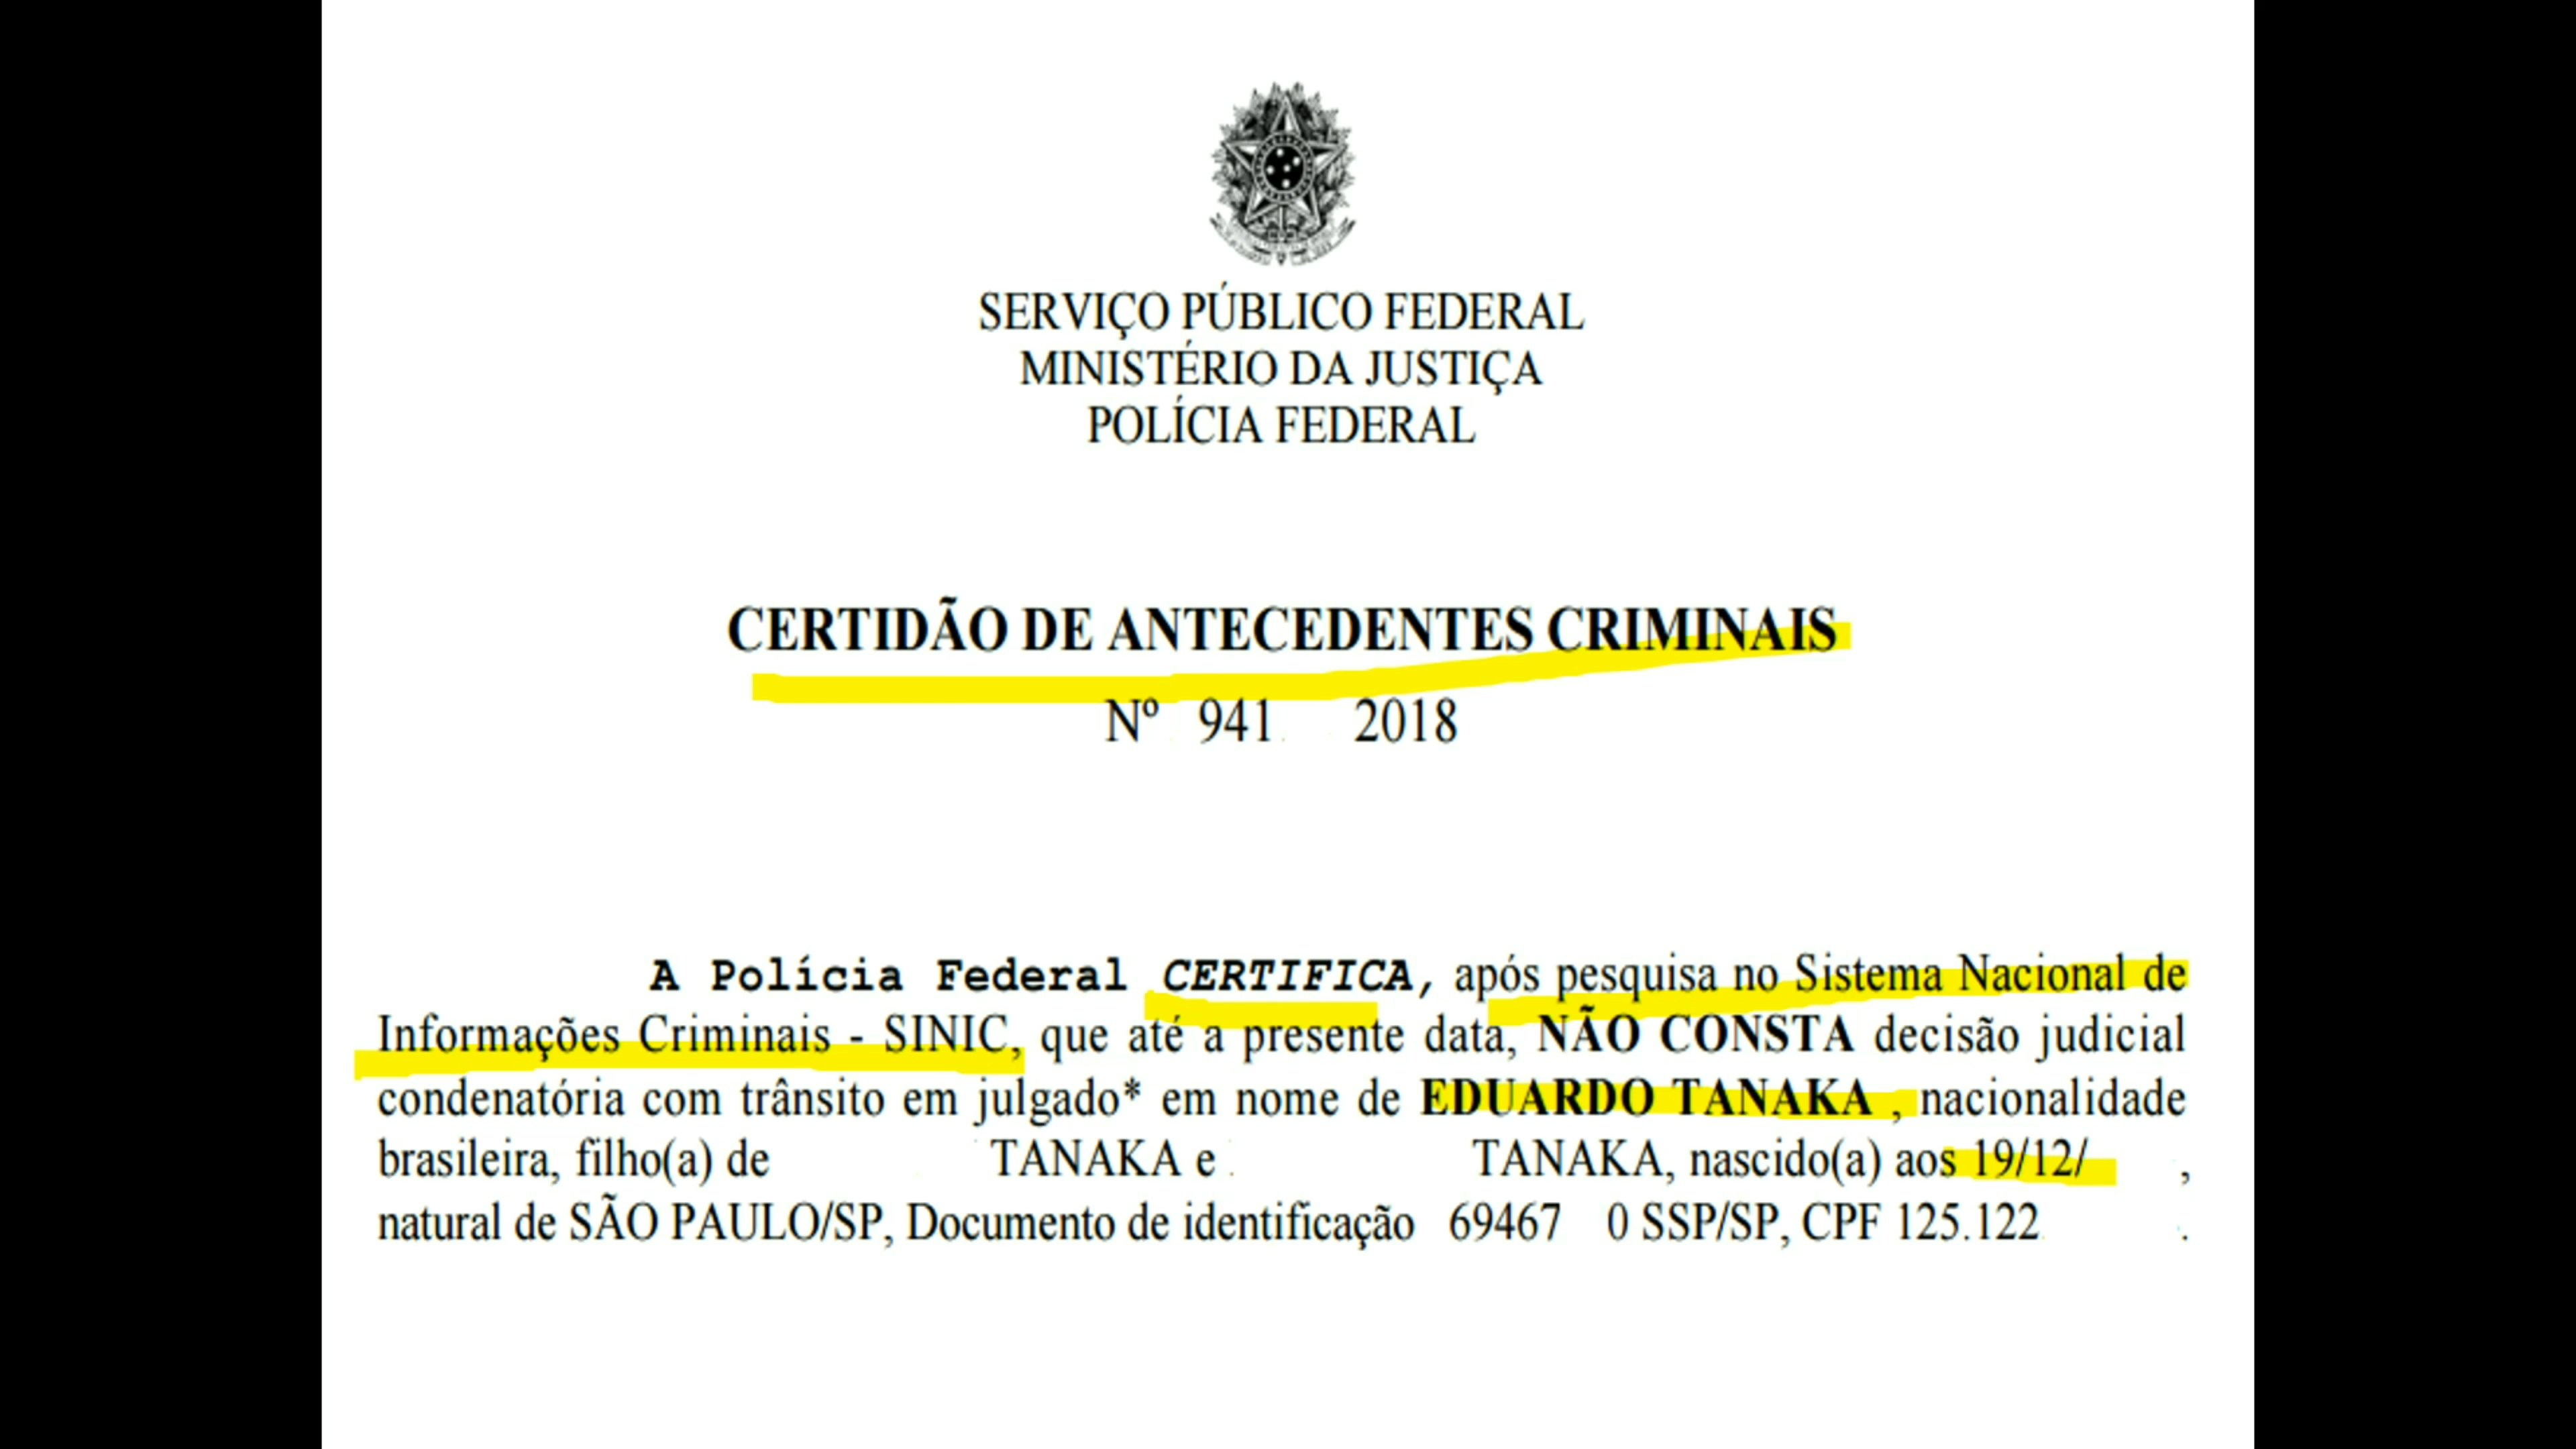 SERVIÇO PÚBLICO FEDERAL
MINISTÉRIO DA JUSTIÇA
POLÍCIA FEDERAL
CERTIDÃO DE ANTECEDENTES CRIMINAIS
Nº 941 2018
A Polícia Federal CERTIFICA, após pesquisa no Sistema Nacional de
Informações Criminais - SINIC, que até a presente data, NÃO CONSTA decisão judicial
condenatória com trânsito em julgado* em nome de EDUARDO TANAKA , nacionalidade
brasileira, filho(a) de TANAKA e TANAKA, nascido(a) aos 19/12/ ,
natural de SÃO PAULO/SP, Documento de identificação 69467 0 SSP/SP, CPF 125.122 .